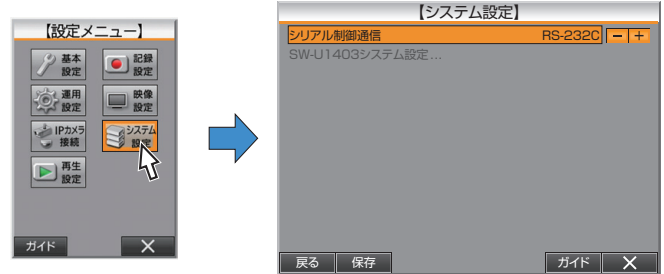 【設定メニュー】
基本
設定
記録
設定
運用
設定
映像
設定
IPカメラ
接続
システム
設定
再生
設定
ガイド ×
【システム設定】
シリアル制御通信 RS-232C − +
SW-U1403システム設定...
戻る 保存 ガイド ×